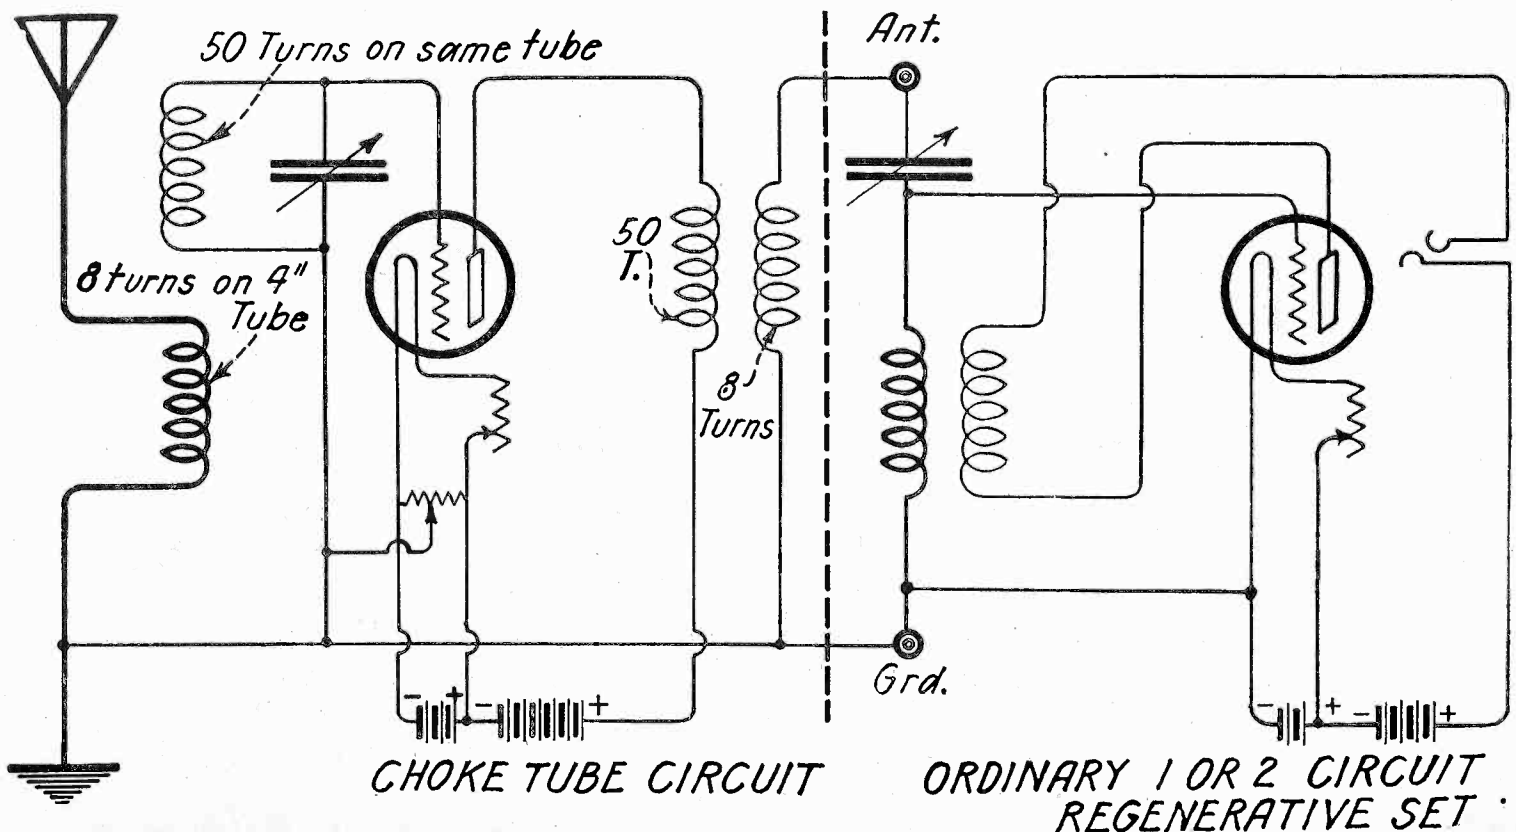 50 Turns on same tube
Ant.
8 turns on 4"
Tube
50
T.
8
Turns
Grd.
- + - +
- + - +
CHOKE TUBE CIRCUIT
ORDINARY 1 OR 2 CIRCUIT
REGENERATIVE SET